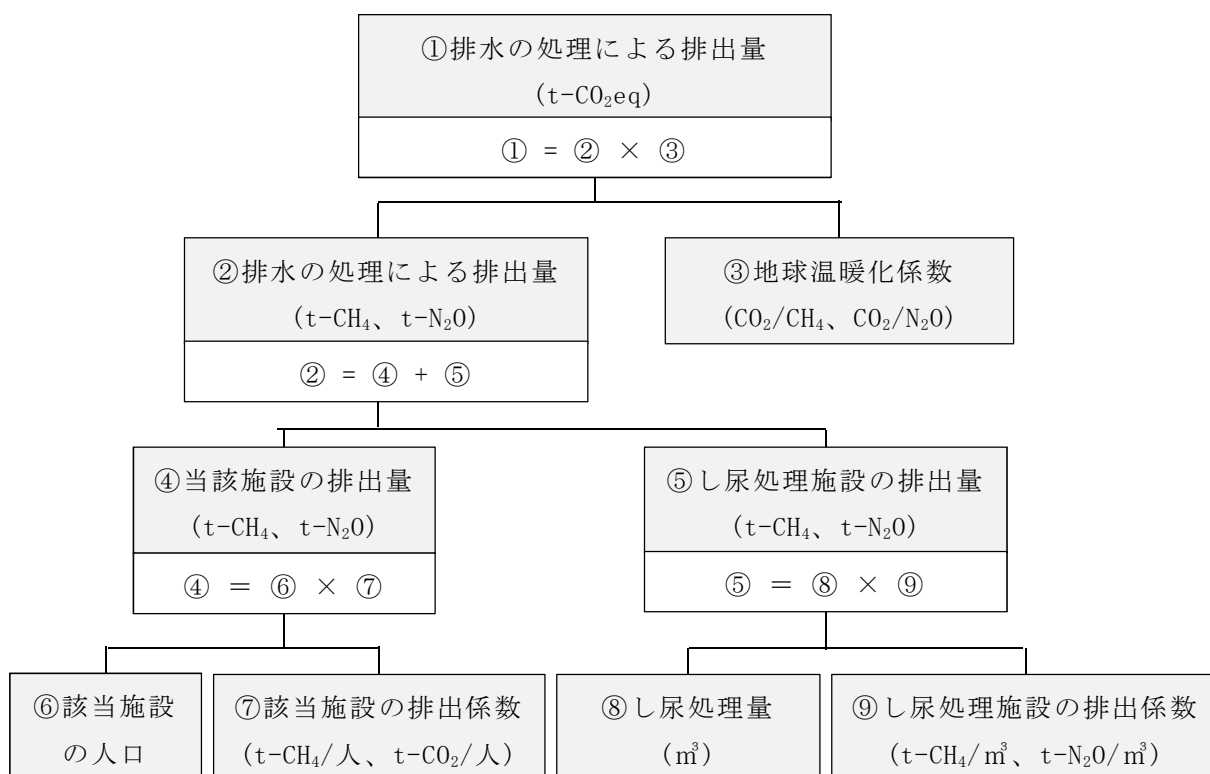 ①排水の処理による排出量
(t-CO₂eq)
① = ② × ③
②排水の処理による排出量
(t-CH₄、t-N₂O)
② = ④ + ⑤
③地球温暖化係数
(CO₂/CH₄、CO₂/N₂O)
④当該施設の排出量
(t-CH₄、t-N₂O)
④ = ⑥ × ⑦
⑤し尿処理施設の排出量
(t-CH₄、t-N₂O)
⑤ = ⑧ × ⑨
⑥該当施設
の人口
⑦該当施設の排出係数
(t-CH₄/人、t-CO₂/人)
⑧し尿処理量
(㎥)
⑨し尿処理施設の排出係数
(t-CH₄/㎥、t-N₂O/㎥)